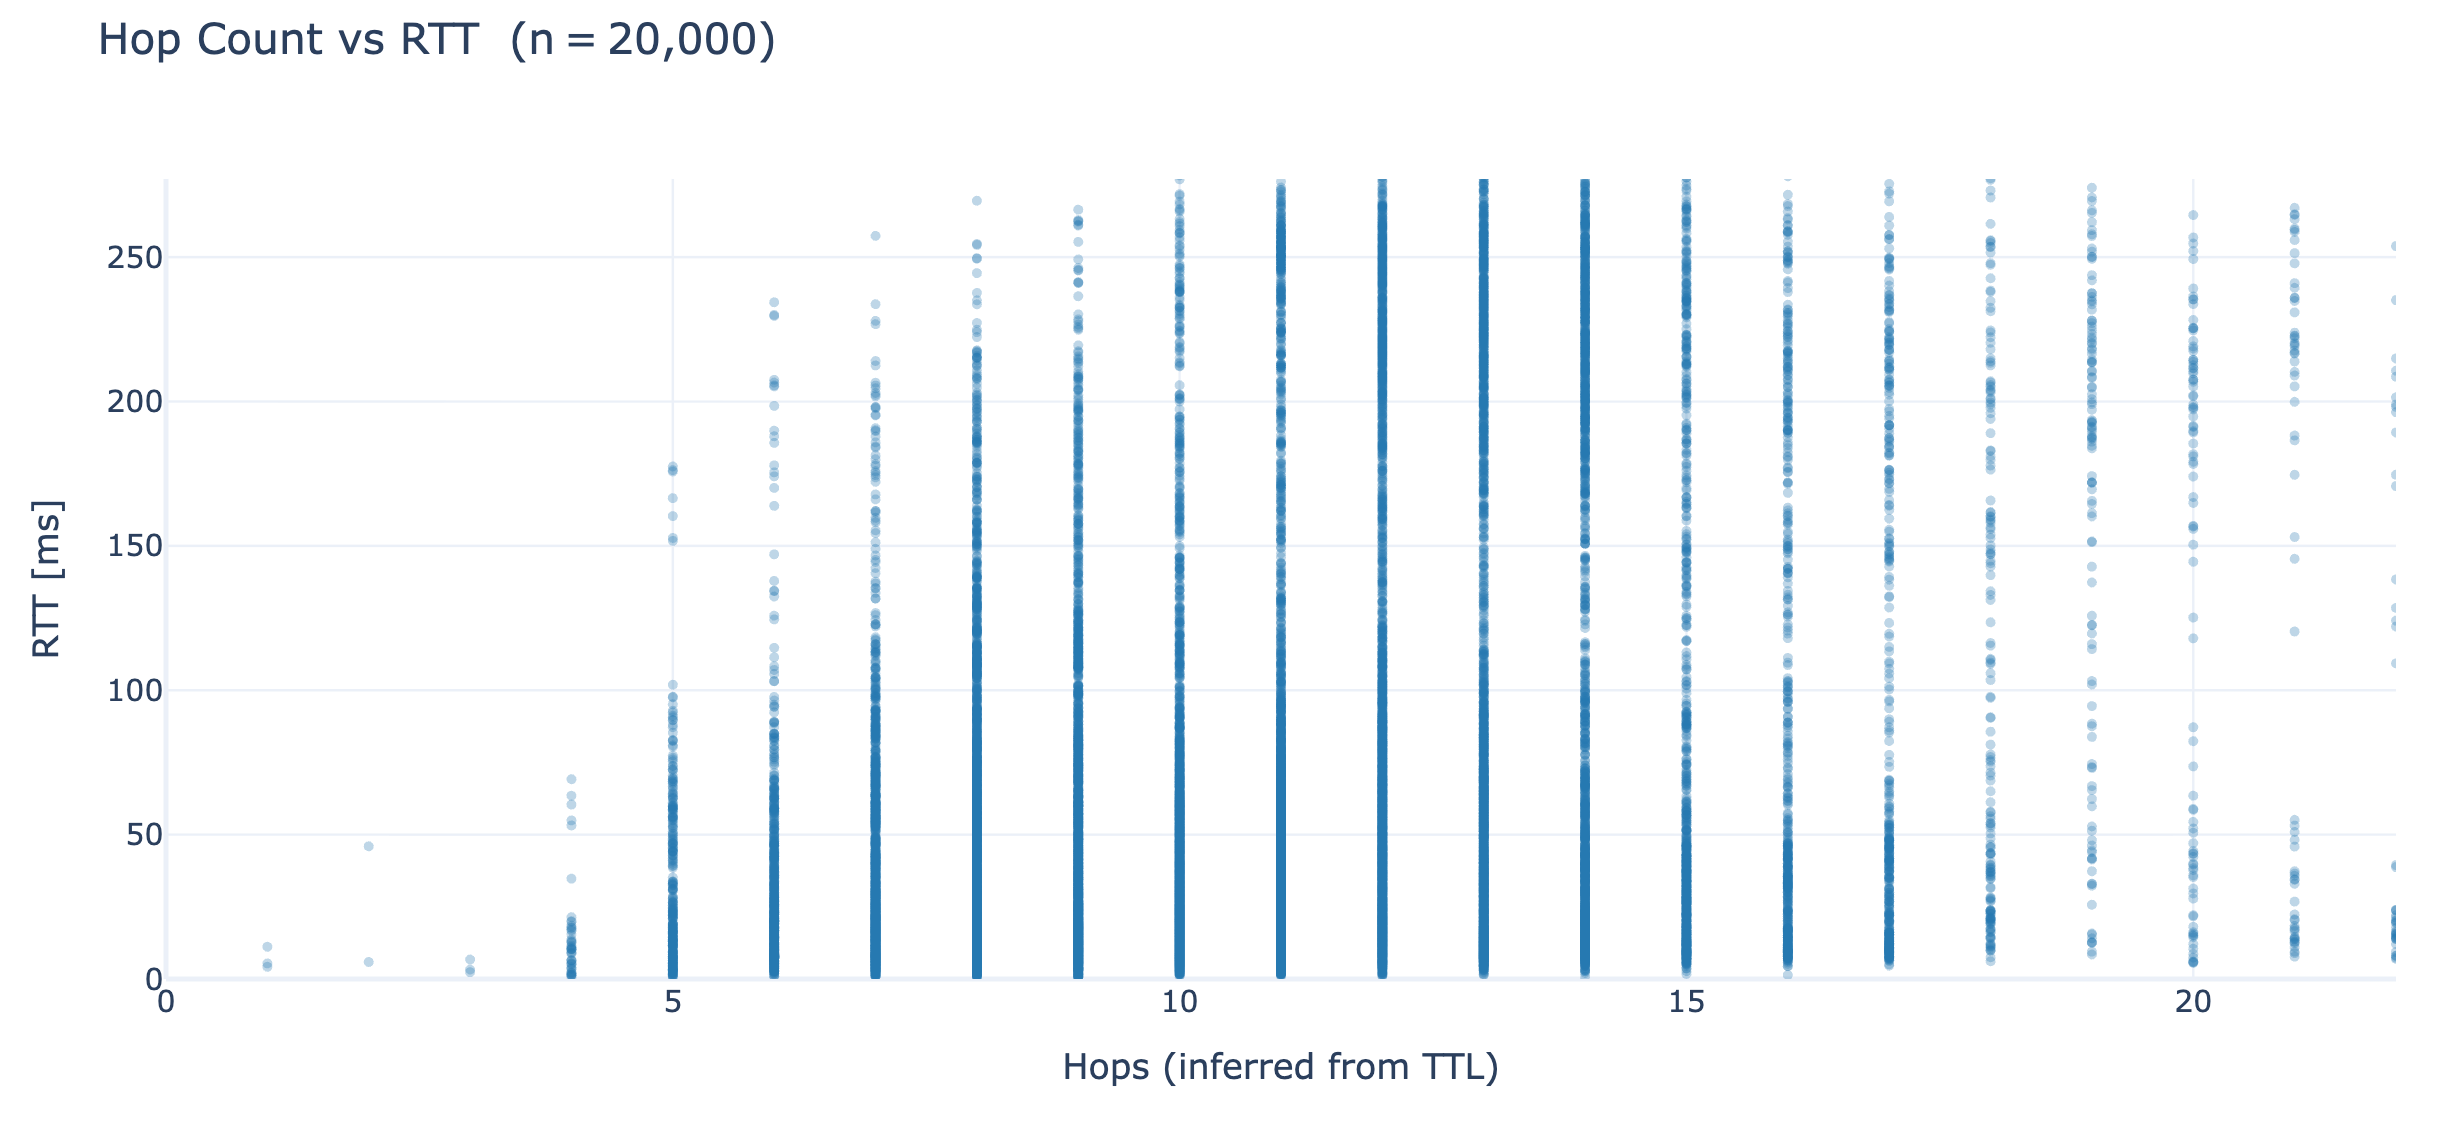 Hop Count vs RTT (n = 20,000)
250
200
150
100
50
0
RTT [ms]
0 5 10 15 20
Hops (inferred from TTL)